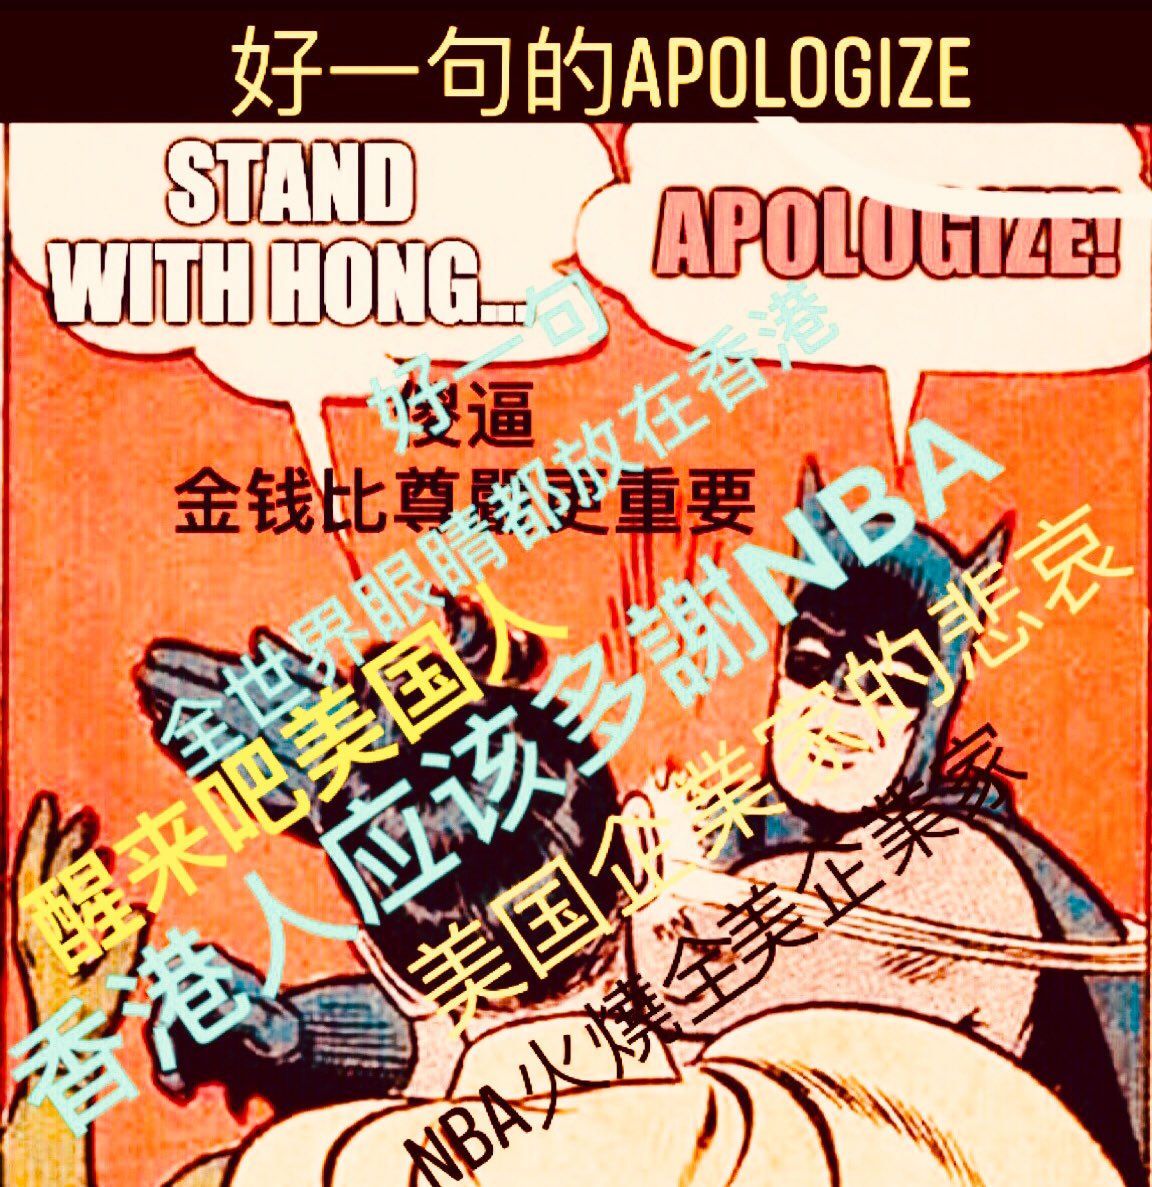 好一句的APOLOGIZE
STAND
WITH HONG...
APOLOGIZE!
好一句
傻逼
金钱比尊嚴更重要
全世界眼睛都放在香港
醒来吧美国人
香港人应该多謝NBA
美国企業家的悲哀
NBA火燒全美企業家